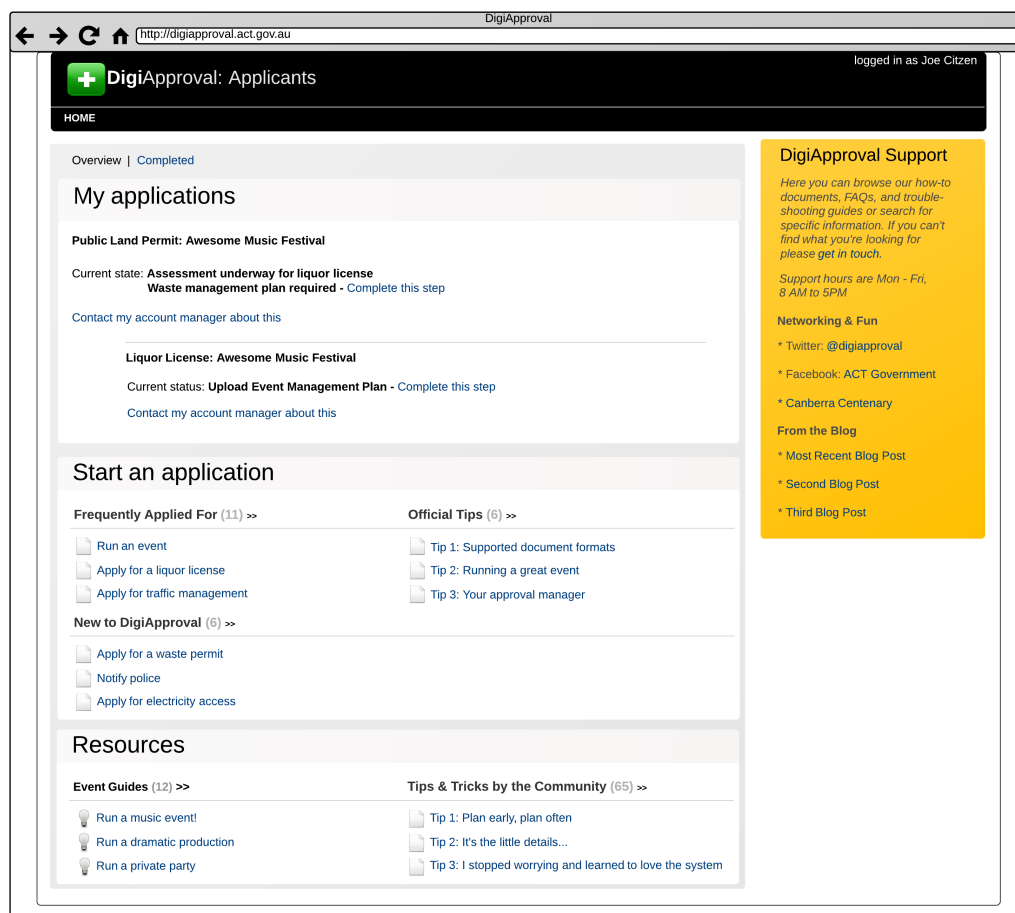 DigiApproval
http://digiapproval.act.gov.au
logged in as Joe Citzen
DigiApproval: Applicants
HOME
Overview | Completed
My applications
Public Land Permit: Awesome Music Festival
Current state: Assessment underway for liquor license
Waste management plan required - Complete this step
Contact my account manager about this
Liquor License: Awesome Music Festival
Current status: Upload Event Management Plan - Complete this step
Contact my account manager about this
Start an application
Frequently Applied For (11) >>
Run an event
Apply for a liquor license
Apply for traffic management
Official Tips (6) >>
Tip 1: Supported document formats
Tip 2: Running a great event
Tip 3: Your approval manager
New to DigiApproval (6) >>
Apply for a waste permit
Notify police
Apply for electricity access
Resources
Event Guides (12) >>
Run a music event!
Run a dramatic production
Run a private party
Tips & Tricks by the Community (65) >>
Tip 1: Plan early, plan often
Tip 2: It's the little details...
Tip 3: I stopped worrying and learned to love the system
DigiApproval Support
Here you can browse our how-to
documents, FAQs, and trouble-
shooting guides or search for
specific information. If you can't
find what you're looking for
please get in touch.
Support hours are Mon - Fri,
8 AM to 5PM
Networking & Fun
* Twitter: @digiapproval
* Facebook: ACT Government
* Canberra Centenary
From the Blog
* Most Recent Blog Post
* Second Blog Post
* Third Blog Post